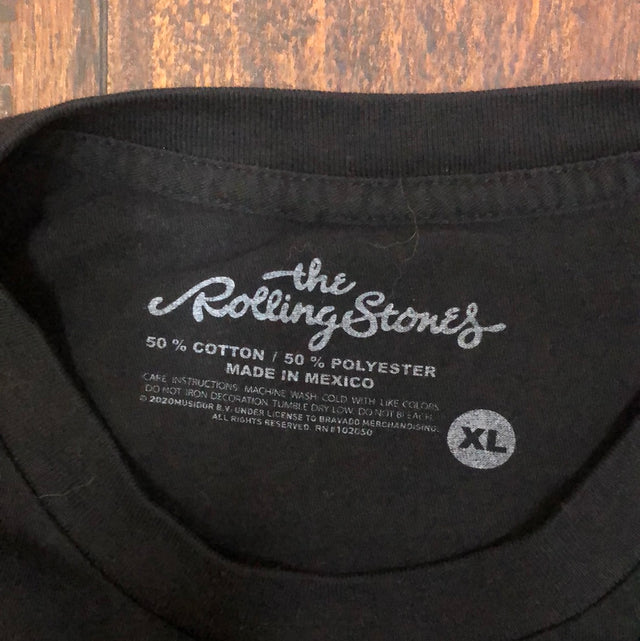 the
Rolling Stones
50 % COTTON / 50 % POLYESTER
MADE IN MEXICO
CARE INSTRUCTIONS: MACHINE WASH COLD WITH LIKE COLORS
DO NOT IRON DECORATION. TUMBLE DRY LOW. DO NOT BLEACH.
© 2020 MUSIDOR B.V. UNDER LICENSE TO BRAVADO MERCHANDISING.
ALL RIGHTS RESERVED. RN#102050
XL